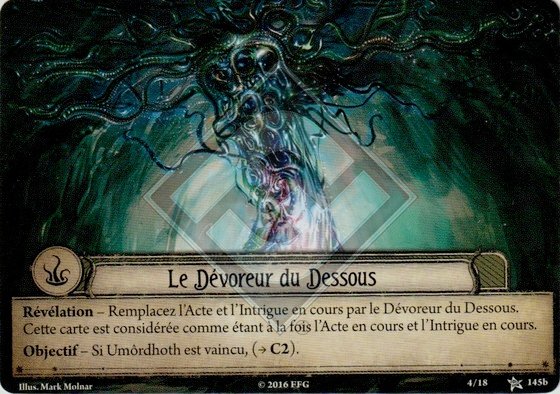 Le Dévoreur du Dessous
Révélation – Remplacez l'Acte et l'Intrigue en cours par le Dévoreur du Dessous.
Cette carte est considérée comme étant à la fois l'Acte en cours et l'Intrigue en cours.
Objectif – Si Umôrdhoth est vaincu, (→ C2).
Illus. Mark Molnar © 2016 FFG 4/18 145b